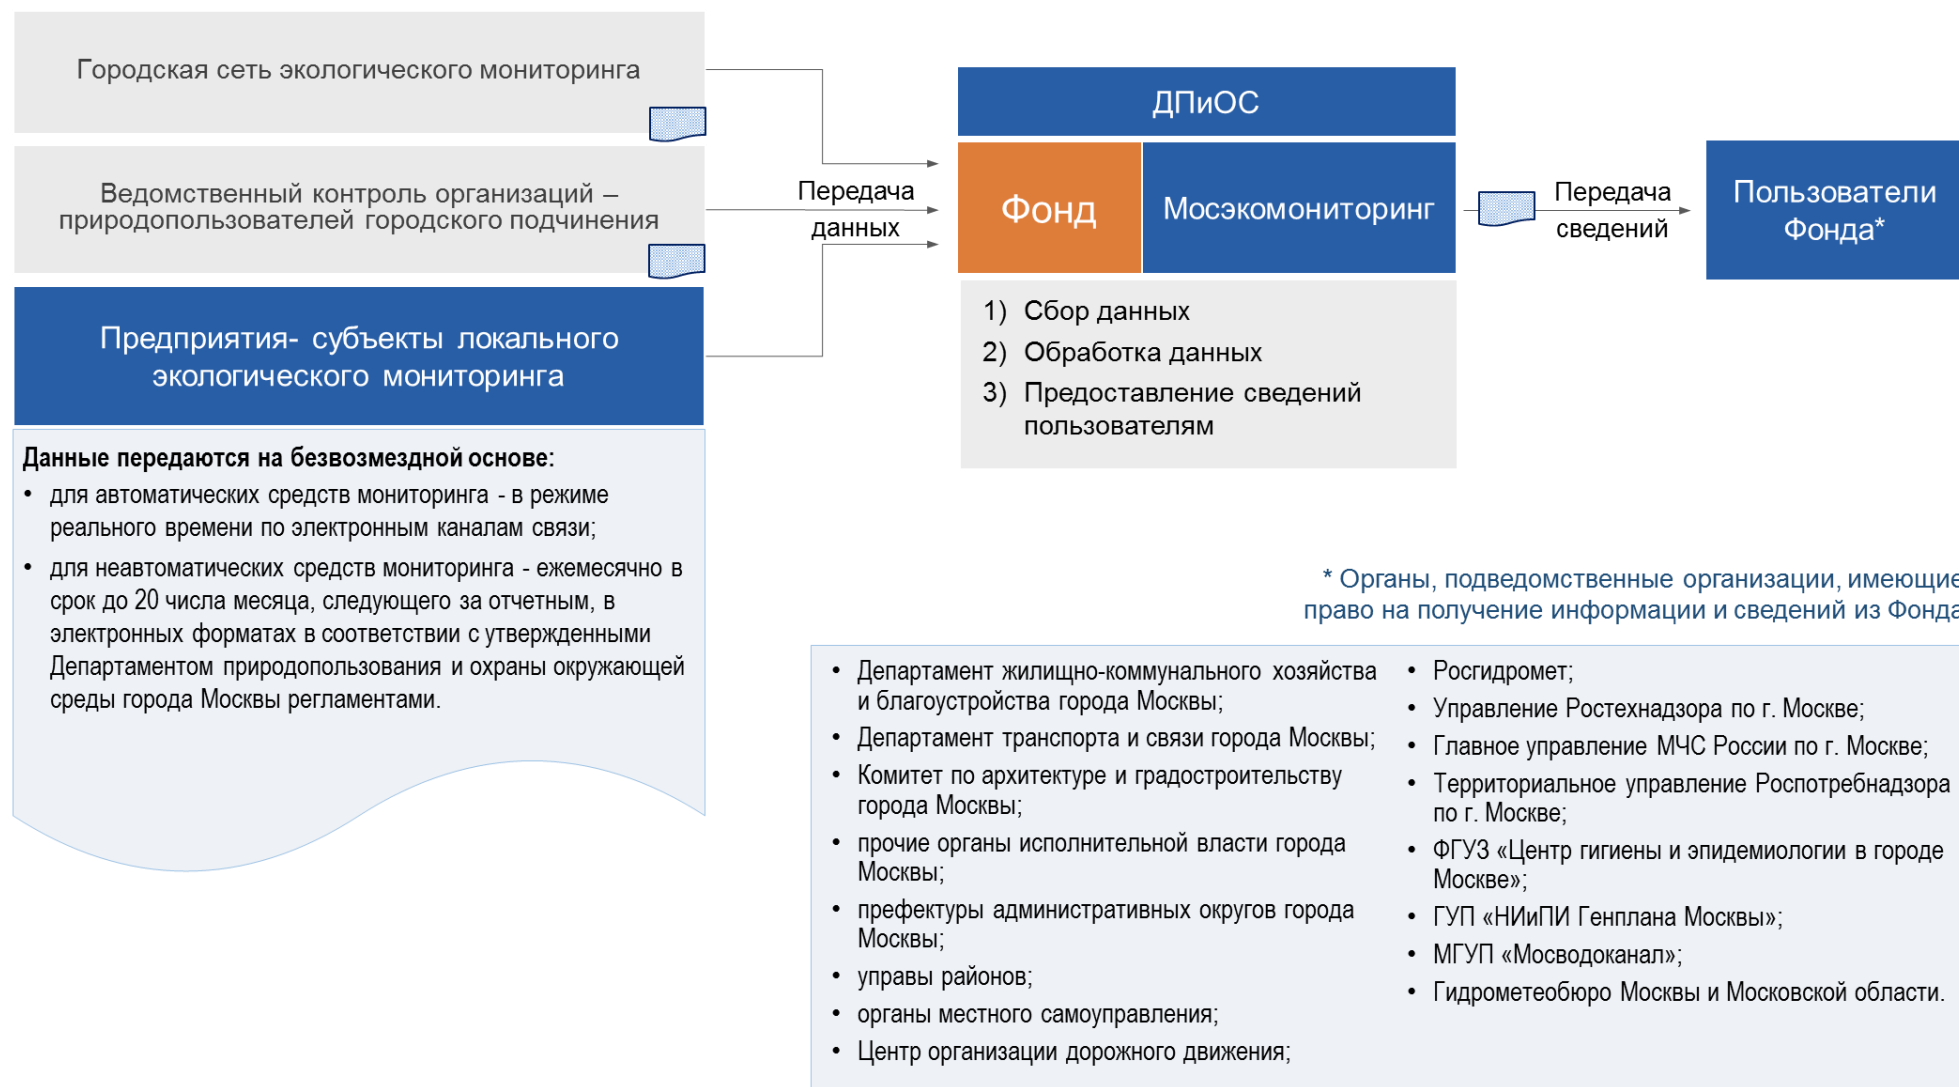 Городская сеть экологического мониторинга
Ведомственный контроль организаций –
природопользователей городского подчинения
Предприятия- субъекты локального
экологического мониторинга
Данные передаются на безвозмездной основе:
• для автоматических средств мониторинга - в режиме
реального времени по электронным каналам связи;
• для неавтоматических средств мониторинга - ежемесячно в
срок до 20 числа месяца, следующего за отчетным, в
электронных форматах в соответствии с утвержденными
Департаментом природопользования и охраны окружающей
среды города Москвы регламентами.
Передача
данных
ДПиОС
Фонд
Мосэкомониторинг
1) Сбор данных
2) Обработка данных
3) Предоставление сведений
пользователям
Передача
сведений
Пользователи
Фонда*
* Органы, подведомственные организации, имеющие
право на получение информации и сведений из Фонда
• Департамент жилищно-коммунального хозяйства
и благоустройства города Москвы;
• Департамент транспорта и связи города Москвы;
• Комитет по архитектуре и градостроительству
города Москвы;
• прочие органы исполнительной власти города
Москвы;
• префектуры административных округов города
Москвы;
• управы районов;
• органы местного самоуправления;
• Центр организации дорожного движения;
• Росгидромет;
• Управление Ростехнадзора по г. Москве;
• Главное управление МЧС России по г. Москве;
• Территориальное управление Роспотребнадзора
по г. Москве;
• ФГУЗ «Центр гигиены и эпидемиологии в городе
Москве»;
• ГУП «НИиПИ Генплана Москвы»;
• МГУП «Мосводоканал»;
• Гидрометеобюро Москвы и Московской области.